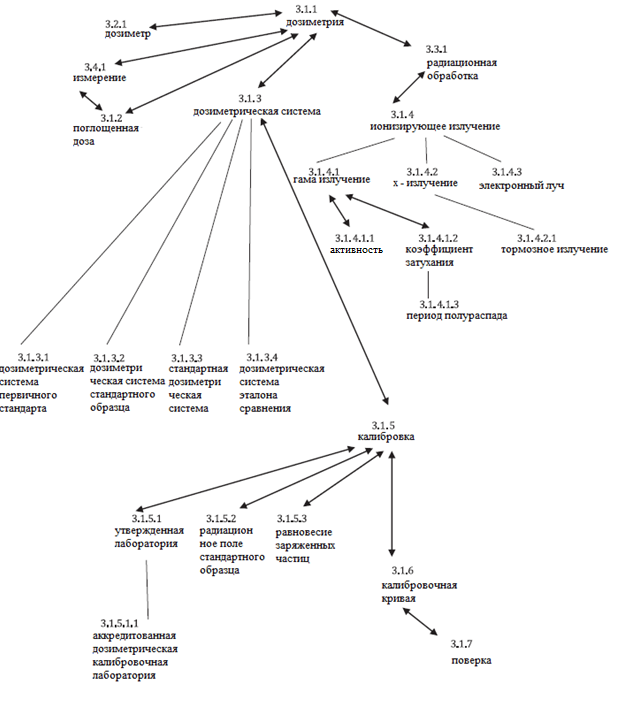 3.1.1
дозиметрия
3.2.1
дозиметр
3.3.1
радиационная
обработка
3.4.1
измерение
3.1.2
поглощенная
доза
3.1.3
дозиметрическая система
3.1.4
ионизирующее излучение
3.1.4.1
гама излучение
3.1.4.2
х - излучение
3.1.4.3
электронный луч
3.1.4.1.1
активность
3.1.4.1.2
коэффициент
затухания
3.1.4.2.1
тормозное излучение
3.1.4.1.3
период полураспада
3.1.3.1
дозиметрическая
система
первичного
стандарта
3.1.3.2
дозиметри
ческая система
стандартного
образца
3.1.3.3
стандартная
дозиметри
ческая
система
3.1.3.4
дозиметрическая
система
эталона
сравнения
3.1.5
калибровка
3.1.5.1
утвержденная
лаборатория
3.1.5.2
радиацион
ное поле
стандартного
образца
3.1.5.3
равновесие
заряженных
частиц
3.1.6
калибровочная
кривая
3.1.5.1.1
аккредитованная
дозиметрическая
калибровочная
лаборатория
3.1.7
поверка